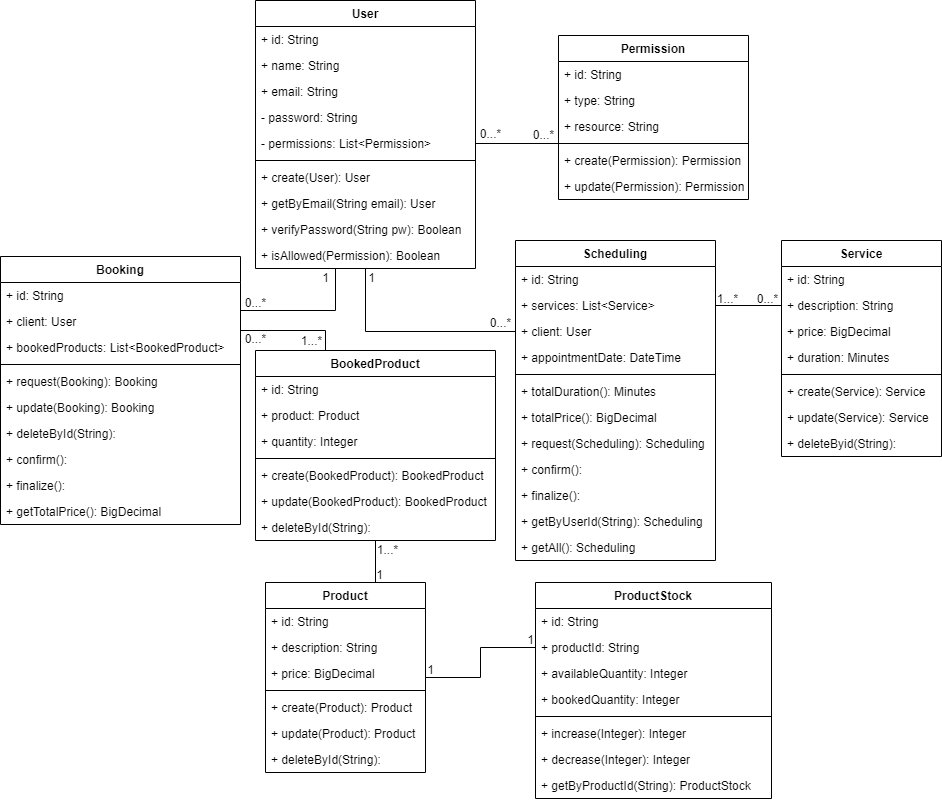 User
+ id: String
+ name: String
+ email: String
- password: String
- permissions: List<Permission>
+ create(User): User
+ getByEmail(String email): User
+ verifyPassword(String pw): Boolean
+ isAllowed(Permission): Boolean
0...*
0...*
Permission
+ id: String
+ type: String
+ resource: String
+ create(Permission): Permission
+ update(Permission): Permission
1
1
0...*
0...*
0...*
1...*
Booking
+ id: String
+ client: User
+ bookedProducts: List<BookedProduct>
+ request(Booking): Booking
+ update(Booking): Booking
+ deleteById(String):
+ confirm():
+ finalize():
+ getTotalPrice(): BigDecimal
BookedProduct
+ id: String
+ product: Product
+ quantity: Integer
+ create(BookedProduct): BookedProduct
+ update(BookedProduct): BookedProduct
+ deleteById(String):
Scheduling
+ id: String
+ services: List<Service>
+ client: User
+ appointmentDate: DateTime
+ totalDuration(): Minutes
+ totalPrice(): BigDecimal
+ request(Scheduling): Scheduling
+ confirm():
+ finalize():
+ getByUserId(String): Scheduling
+ getAll(): Scheduling
1...*
0...*
Service
+ id: String
+ description: String
+ price: BigDecimal
+ duration: Minutes
+ create(Service): Service
+ update(Service): Service
+ deleteByid(String):
1...*
1
Product
+ id: String
+ description: String
+ price: BigDecimal
+ create(Product): Product
+ update(Product): Product
+ deleteById(String):
1
1
ProductStock
+ id: String
+ productId: String
+ availableQuantity: Integer
+ bookedQuantity: Integer
+ increase(Integer): Integer
+ decrease(Integer): Integer
+ getByProductId(String): ProductStock